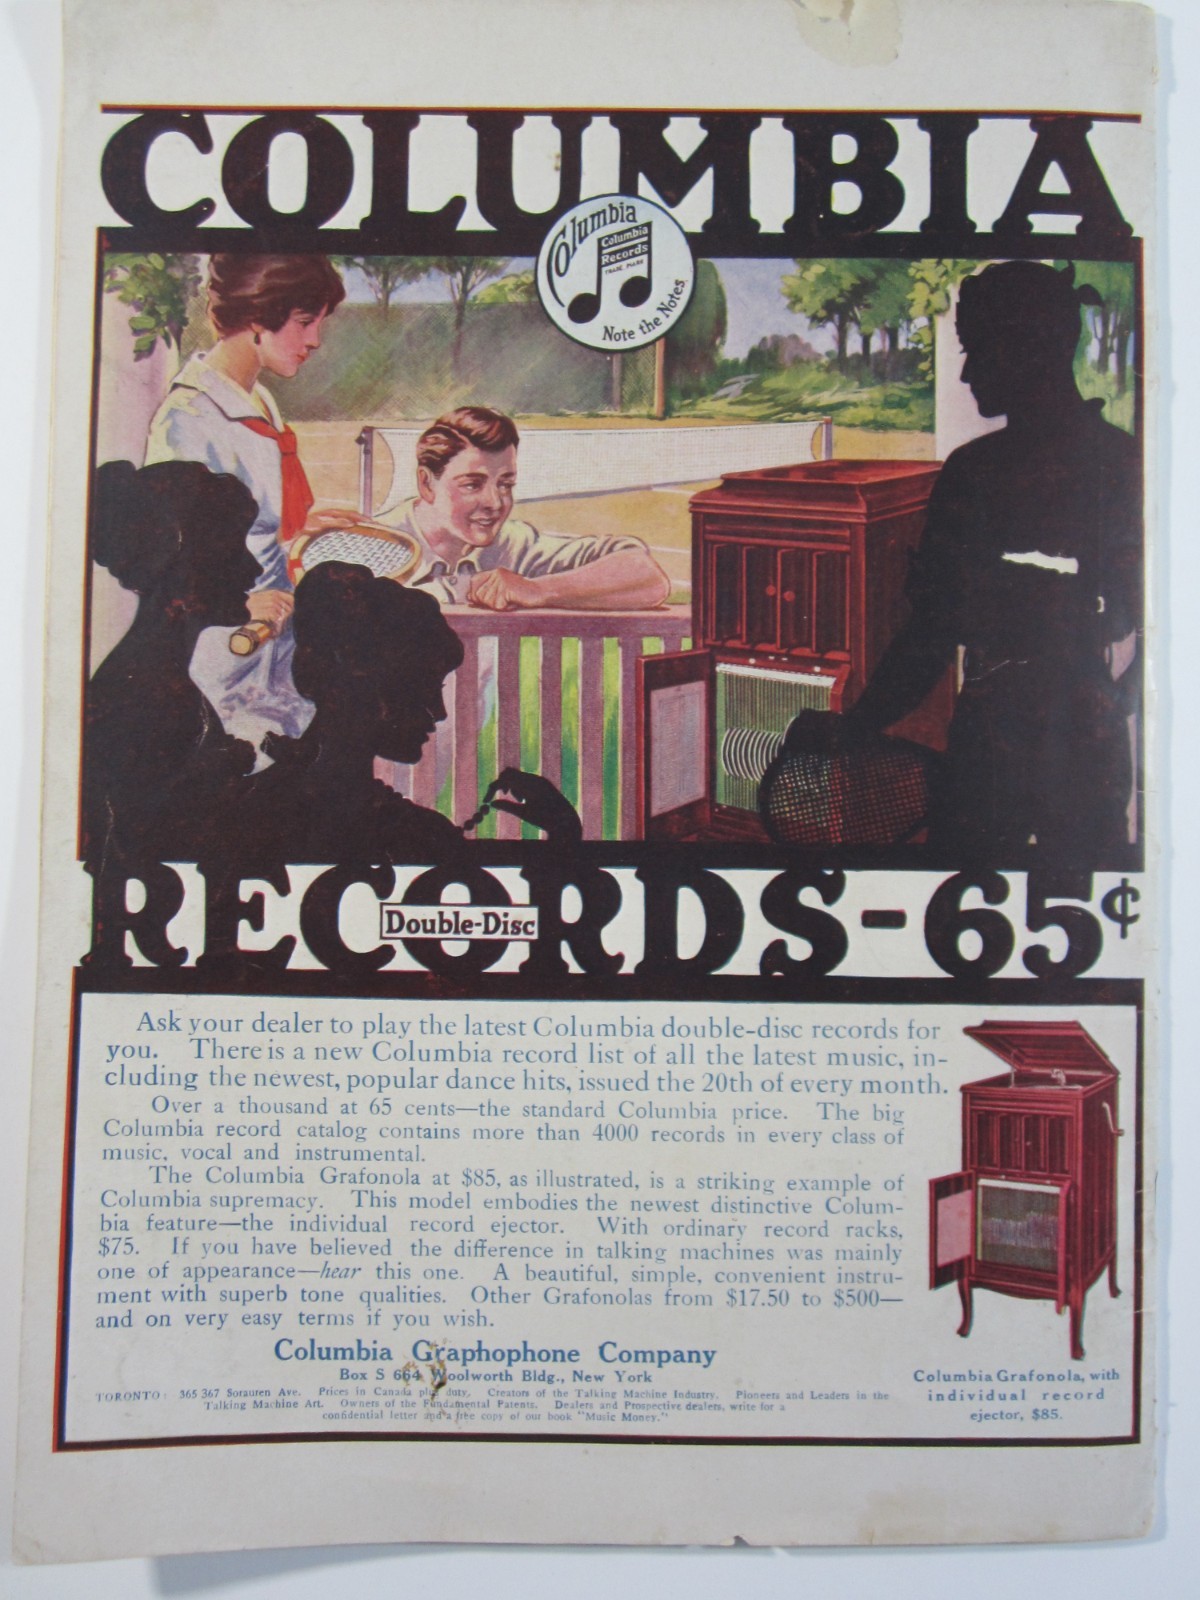 COLUMBIA
Columbia
Columbia
Records
TRADE MARK
Note the Notes
RECORDS-65¢
Double-Disc
Ask your dealer to play the latest Columbia double-disc records for
you. There is a new Columbia record list of all the latest music, in-
cluding the newest, popular dance hits, issued the 20th of every month.
Over a thousand at 65 cents—the standard Columbia price. The big
Columbia record catalog contains more than 4000 records in every class of
music, vocal and instrumental.
The Columbia Grafonola at $85, as illustrated, is a striking example of
Columbia supremacy. This model embodies the newest distinctive Colum-
bia feature—the individual record ejector. With ordinary record racks,
$75. If you have believed the difference in talking machines was mainly
one of appearance—hear this one. A beautiful, simple, convenient instru-
ment with superb tone qualities. Other Grafonolas from $17.50 to $500—
and on very easy terms if you wish.
Columbia Graphophone Company
Box S 664 Woolworth Bldg., New York
TORONTO: 365 367 Sorauren Ave. Prices in Canada plus duty. Creators of the Talking Machine Industry. Pioneers and Leaders in the
Talking Machine Art. Owners of the Fundamental Patents. Dealers and Prospective dealers, write for a
confidential letter and a free copy of our book "Music Money."
Columbia Grafonola, with
individual record
ejector, $85.